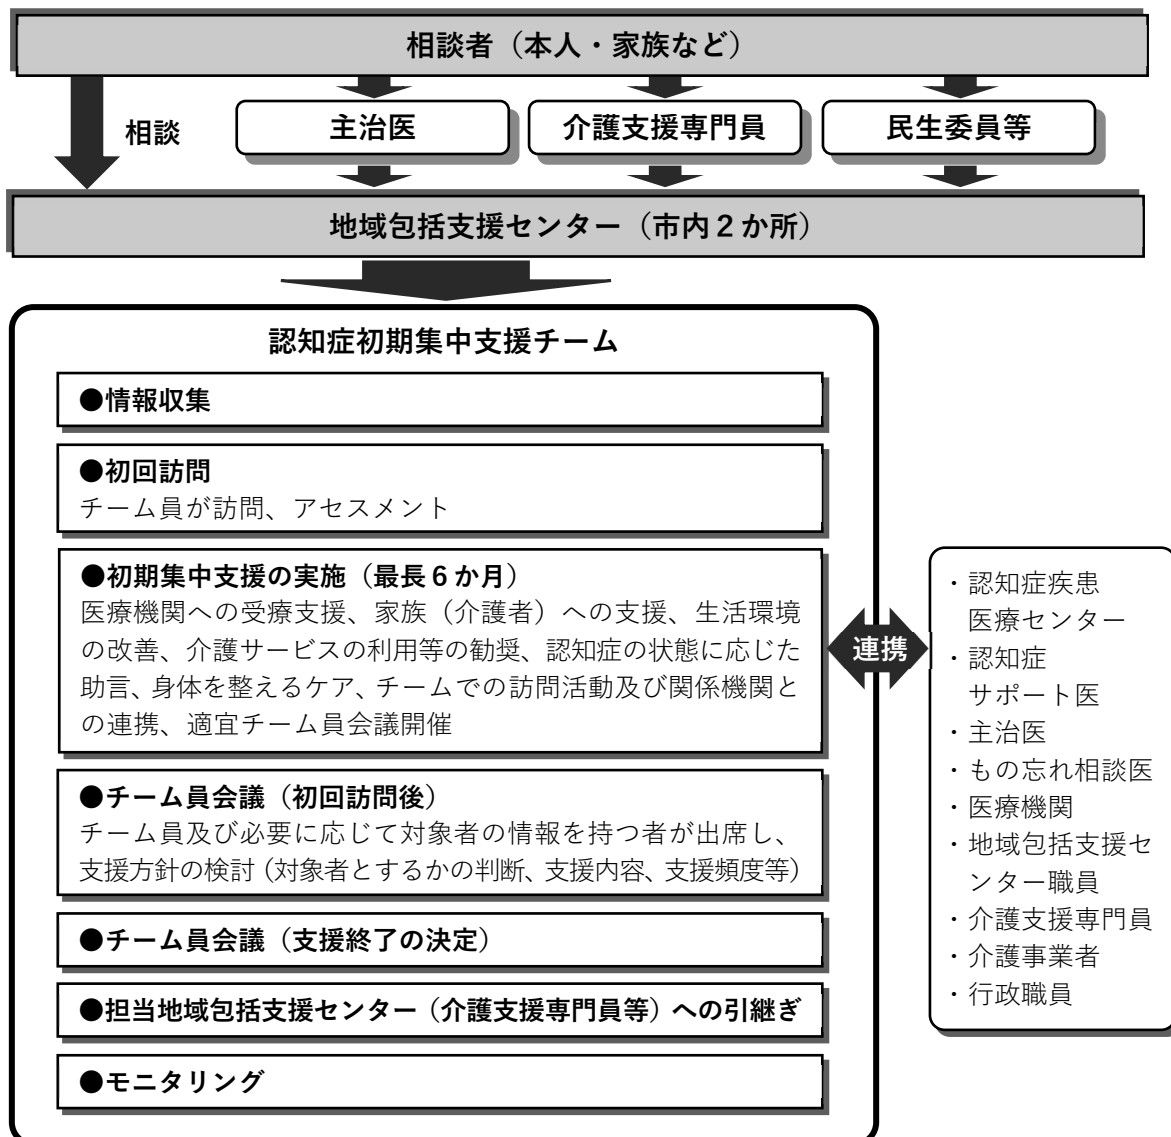 相談者（本人・家族など）
相談
主治医
介護支援専門員
民生委員等
地域包括支援センター（市内２か所）
認知症初期集中支援チーム
●情報収集
●初回訪問
チーム員が訪問、アセスメント
●初期集中支援の実施（最長６か月）
医療機関への受療支援、家族（介護者）への支援、生活環境
の改善、介護サービスの利用等の勧奨、認知症の状態に応じた
助言、身体を整えるケア、チームでの訪問活動及び関係機関と
の連携、適宜チーム員会議開催
●チーム員会議（初回訪問後）
チーム員及び必要に応じて対象者の情報を持つ者が出席し、
支援方針の検討（対象者とするかの判断、支援内容、支援頻度等）
●チーム員会議（支援終了の決定）
●担当地域包括支援センター（介護支援専門員等）への引継ぎ
●モニタリング
連携
・認知症疾患
医療センター
・認知症
サポート医
・主治医
・もの忘れ相談医
・医療機関
・地域包括支援セ
ンター職員
・介護支援専門員
・介護事業者
・行政職員